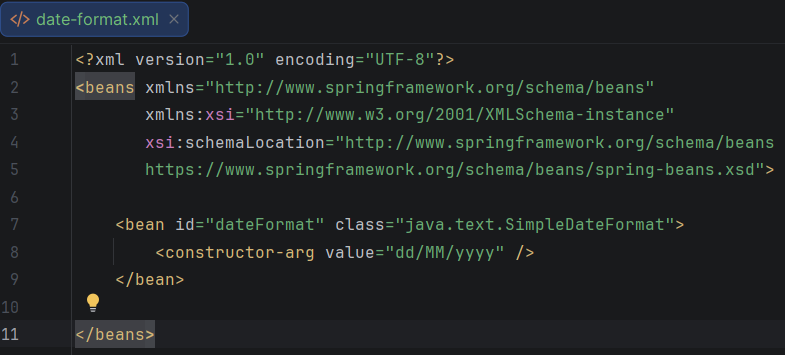 </> date-format.xml ×
1 <?xml version="1.0" encoding="UTF-8"?>
2 <beans xmlns="http://www.springframework.org/schema/beans"
3 xmlns:xsi="http://www.w3.org/2001/XMLSchema-instance"
4 xsi:schemaLocation="http://www.springframework.org/schema/beans
5 https://www.springframework.org/schema/beans/spring-beans.xsd">
6
7 <bean id="dateFormat" class="java.text.SimpleDateFormat">
8 <constructor-arg value="dd/MM/yyyy" />
9 </bean>
10
11 </beans>